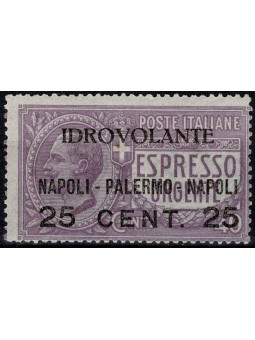 POSTE ITALIANE
IDROVOLANTE
ESPRESSO
NAPOLI - PALERMO - NAPOLI
URGENTE
25 CENT. 25